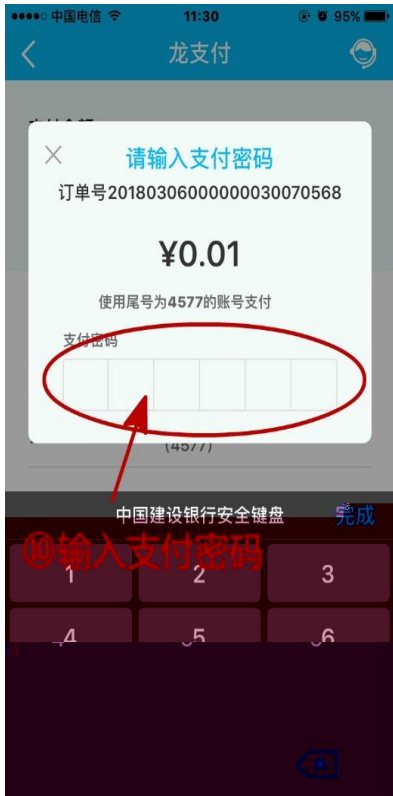 中国电信 11:30 95%
龙支付
请输入支付密码
订单号20180306000000030070568
¥0.01
使用尾号为4577的账号支付
支付密码
(4577)
中国建设银行安全键盘 完成
⑩输入支付密码
1 2 3
4 5 6